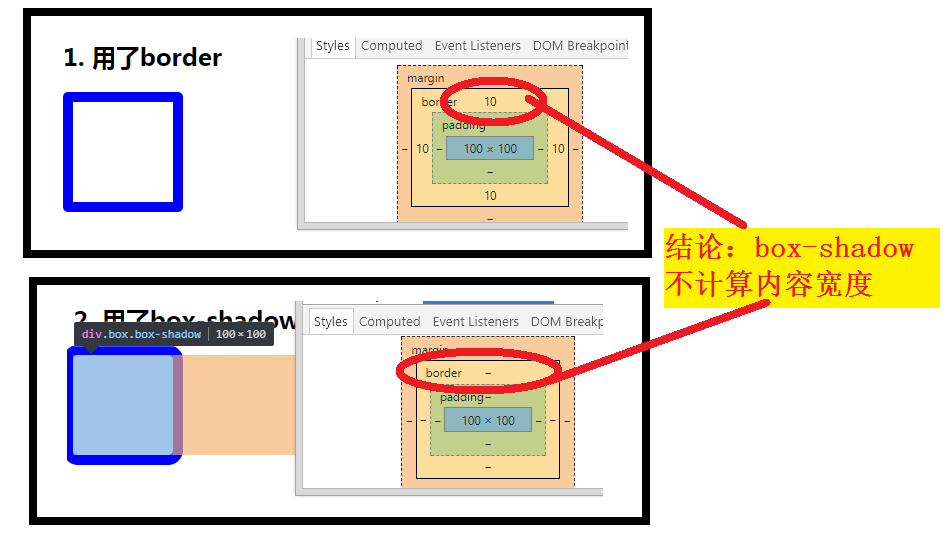 1. 用了border
Styles Computed Event Listeners DOM Breakpoint
margin
border 10
padding
– 10 – 100 × 100 – 10 –
–
10
–
结论：box-shadow
不计算内容宽度
2. 用了box-shadow
div.box.box-shadow 100×100
Styles Computed Event Listeners DOM Breakp
margin
border –
padding–
– – – 100 × 100 – – –
–
–